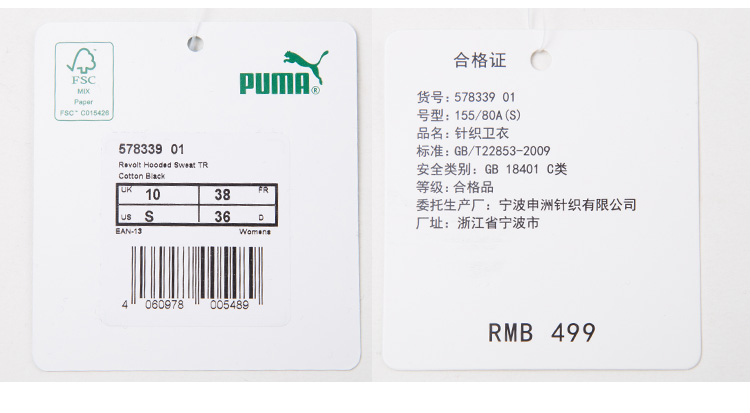 FSC
MIX
Paper
FSC™ C015426
PUMA®
578339 01
Revolt Hooded Sweat TR
Cotton Black
UK 10 38 FR
US S 36 D
EAN-13 Womens
4 060978 005489
合格证
货号: 578339 01
号型: 155/80A(S)
品名: 针织卫衣
标准: GB/T22853-2009
安全类别: GB 18401 C类
等级: 合格品
委托生产厂: 宁波申洲针织有限公司
厂址: 浙江省宁波市
RMB 499